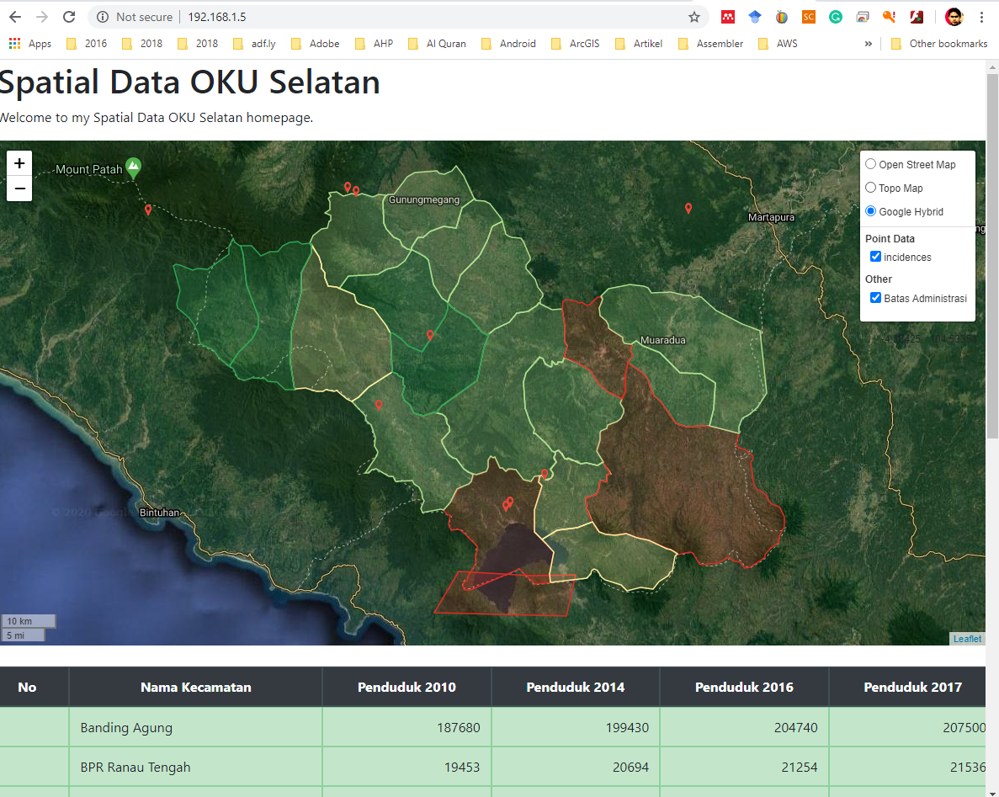 Not secure 192.168.1.5
SC
Apps 2016 2018 2018 adf.ly Adobe AHP Al Quran Android ArcGIS Artikel Assembler AWS » Other bookmarks
Spatial Data OKU Selatan
Welcome to my Spatial Data OKU Selatan homepage.
+
−
Mount Patah
Gunungmegang
Martapura
Muaradua
Bintuhan
© 2020 Google
Open Street Map
Topo Map
Google Hybrid
Point Data
incidences
Other
Batas Administrasi
10 km
5 mi
Leaflet
No Nama Kecamatan Penduduk 2010 Penduduk 2014 Penduduk 2016 Penduduk 2017
Banding Agung 187680 199430 204740 207500
BPR Ranau Tengah 19453 20694 21254 21536